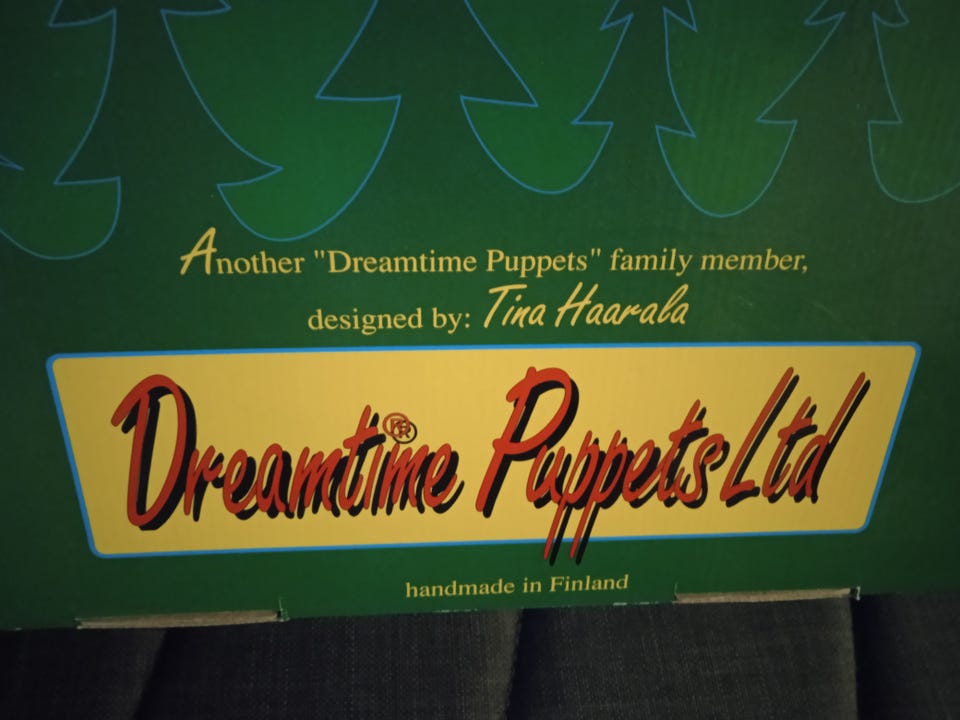 Another "Dreamtime Puppets" family member,
designed by: Tina Haarala
Dreamtime® Puppets Ltd
handmade in Finland